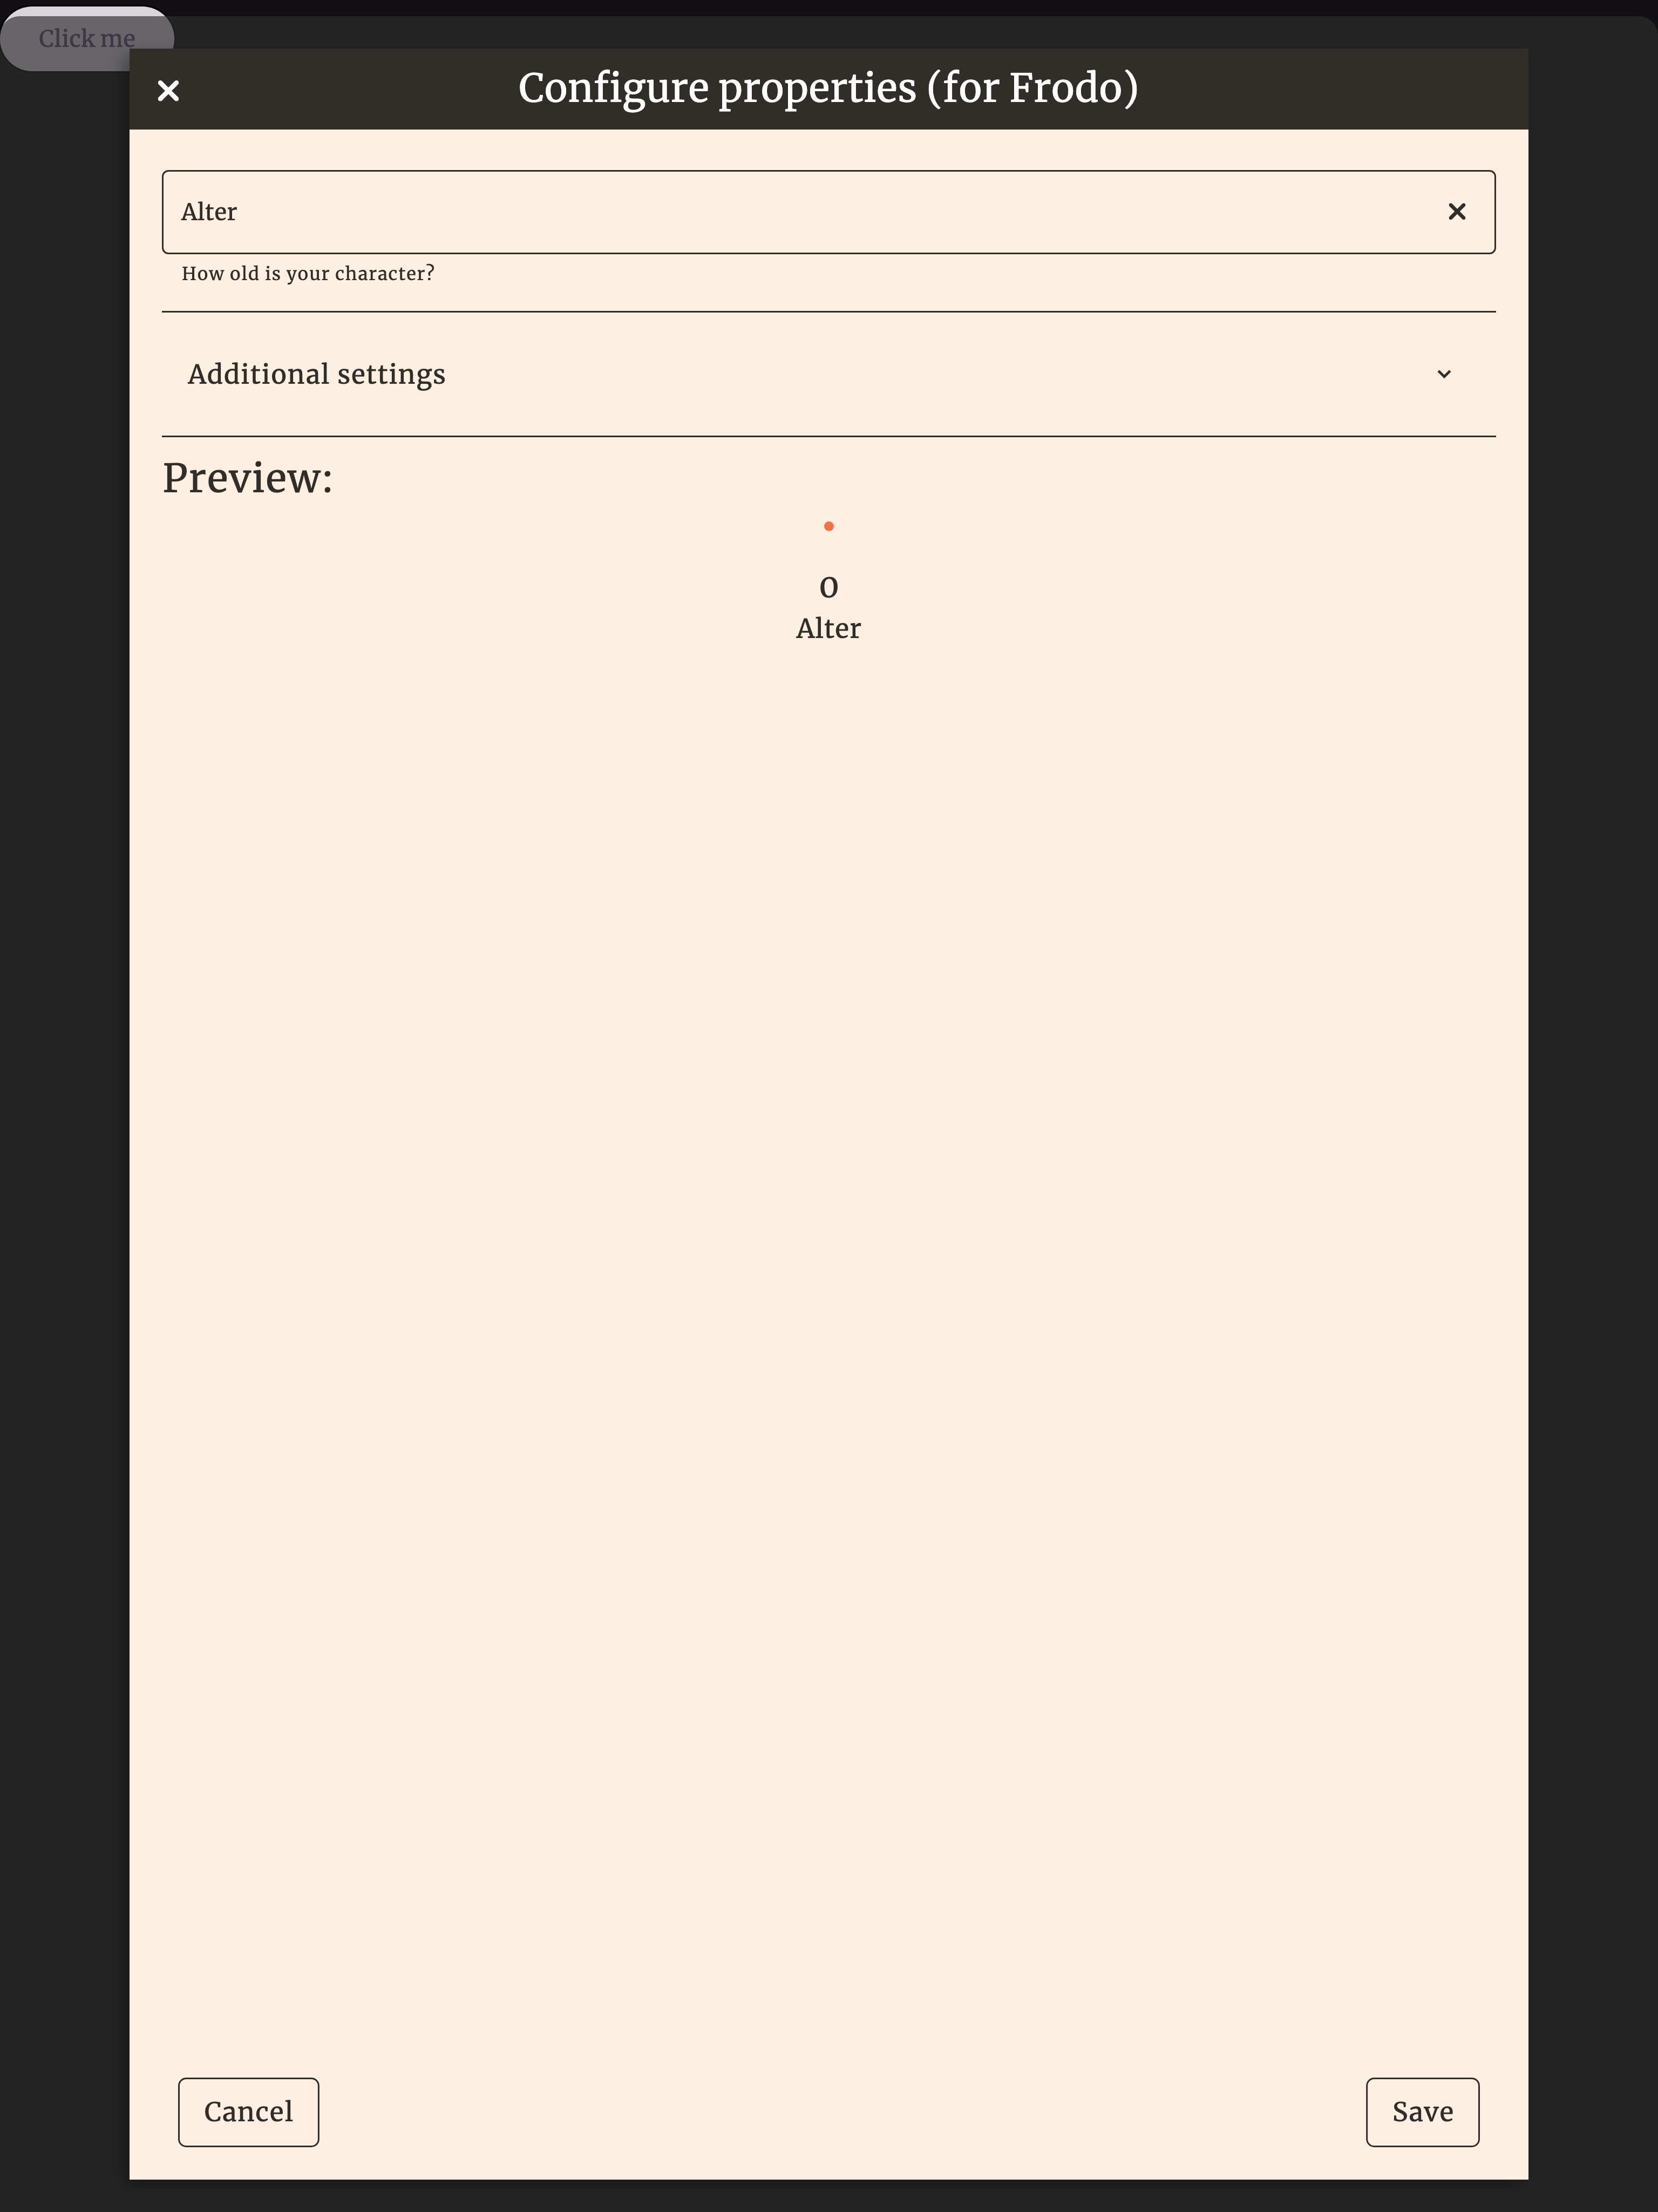 Click me
Configure properties (for Frodo)
Alter
How old is your character?
Additional settings
Preview:
0
Alter
Cancel
Save